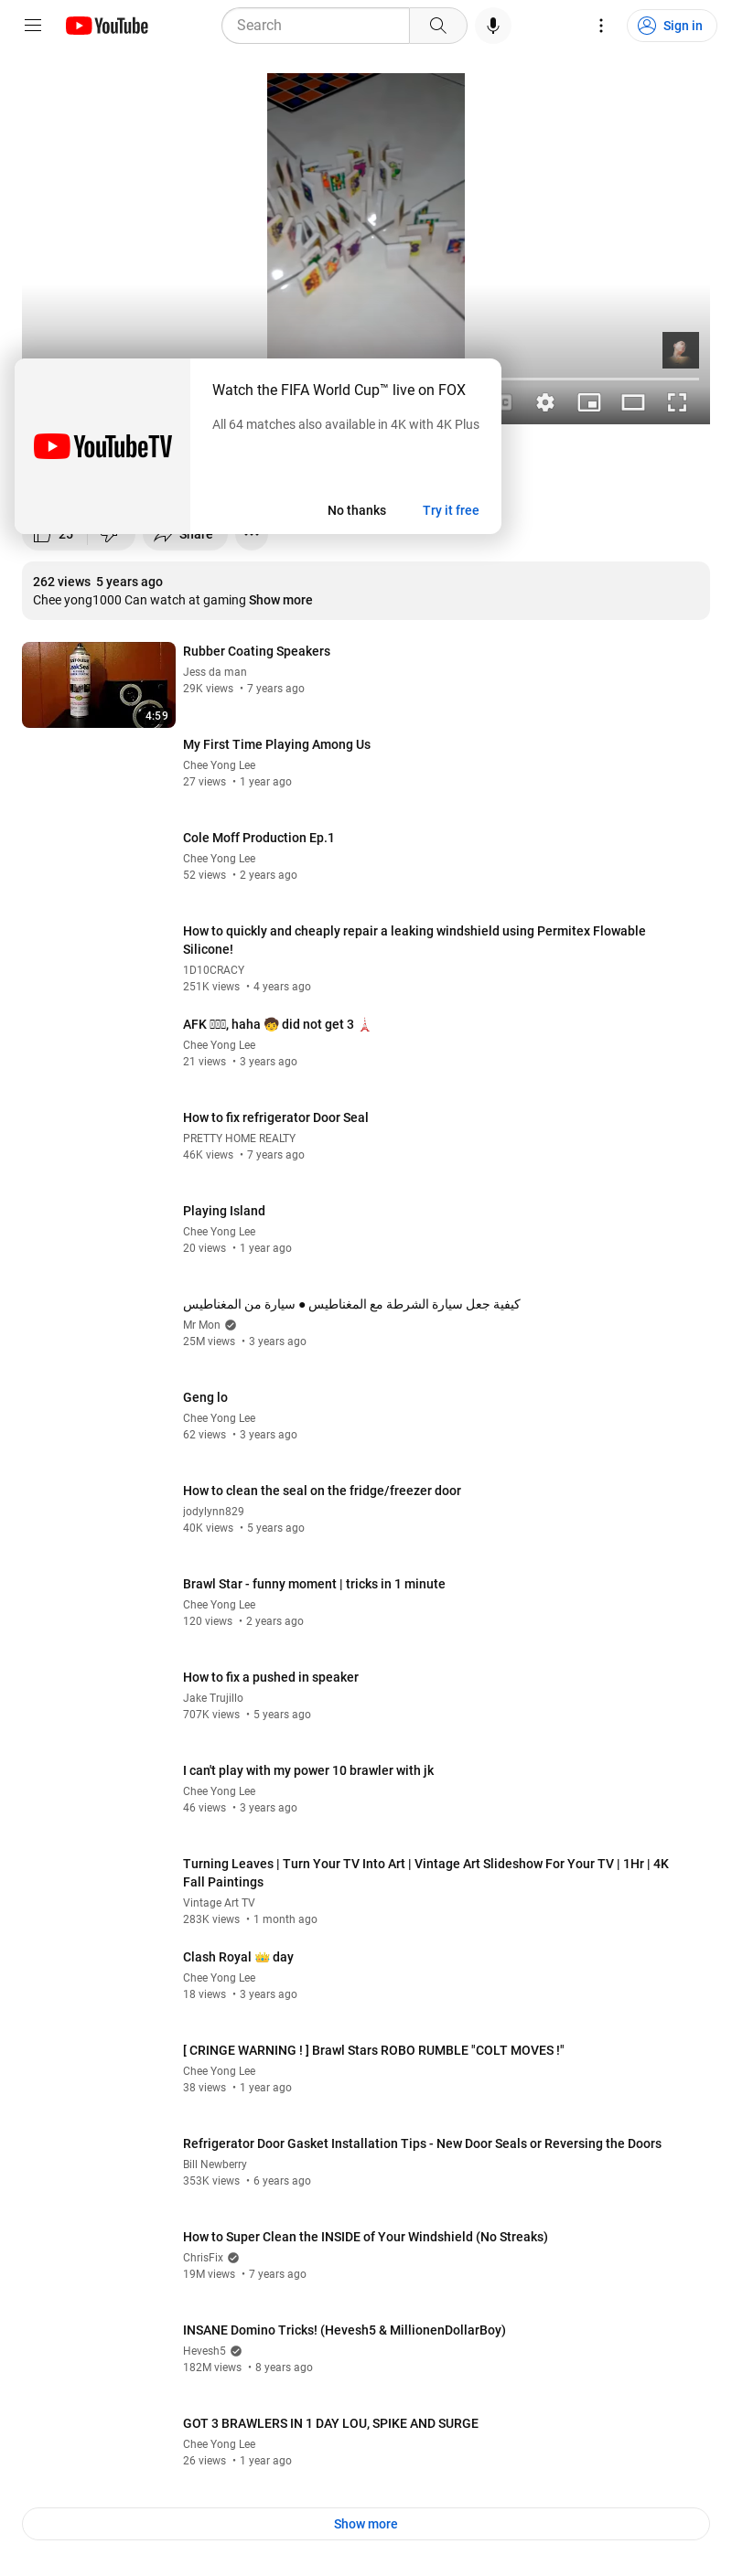 YouTube
Search
Sign in
Watch the FIFA World Cup™ live on FOX
All 64 matches also available in 4K with 4K Plus
YouTubeTV
No thanks
Try it free
25
Share
262 views 5 years ago
Chee yong1000 Can watch at gaming Show more
4:59
Rubber Coating Speakers
Jess da man
29K views • 7 years ago
My First Time Playing Among Us
Chee Yong Lee
27 views • 1 year ago
Cole Moff Production Ep.1
Chee Yong Lee
52 views • 2 years ago
How to quickly and cheaply repair a leaking windshield using Permitex Flowable
Silicone!
1D10CRACY
251K views • 4 years ago
AFK , haha 🧒 did not get 3 🗼
Chee Yong Lee
21 views • 3 years ago
How to fix refrigerator Door Seal
PRETTY HOME REALTY
46K views • 7 years ago
Playing Island
Chee Yong Lee
20 views • 1 year ago
كيفية جعل سيارة الشرطة مع المغناطيس ● سيارة من المغناطيس
Mr Mon
25M views • 3 years ago
Geng lo
Chee Yong Lee
62 views • 3 years ago
How to clean the seal on the fridge/freezer door
jodylynn829
40K views • 5 years ago
Brawl Star - funny moment | tricks in 1 minute
Chee Yong Lee
120 views • 2 years ago
How to fix a pushed in speaker
Jake Trujillo
707K views • 5 years ago
I can't play with my power 10 brawler with jk
Chee Yong Lee
46 views • 3 years ago
Turning Leaves | Turn Your TV Into Art | Vintage Art Slideshow For Your TV | 1Hr | 4K
Fall Paintings
Vintage Art TV
283K views • 1 month ago
Clash Royal 👑 day
Chee Yong Lee
18 views • 3 years ago
[ CRINGE WARNING ! ] Brawl Stars ROBO RUMBLE "COLT MOVES !"
Chee Yong Lee
38 views • 1 year ago
Refrigerator Door Gasket Installation Tips - New Door Seals or Reversing the Doors
Bill Newberry
353K views • 6 years ago
How to Super Clean the INSIDE of Your Windshield (No Streaks)
ChrisFix
19M views • 7 years ago
INSANE Domino Tricks! (Hevesh5 & MillionenDollarBoy)
Hevesh5
182M views • 8 years ago
GOT 3 BRAWLERS IN 1 DAY LOU, SPIKE AND SURGE
Chee Yong Lee
26 views • 1 year ago
Show more